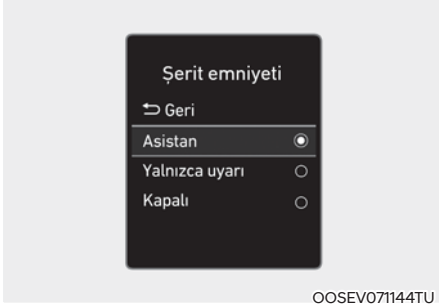 Şerit emniyeti
Geri
Asistan
Yalnızca uyarı
Kapalı
OOSEV071144TU